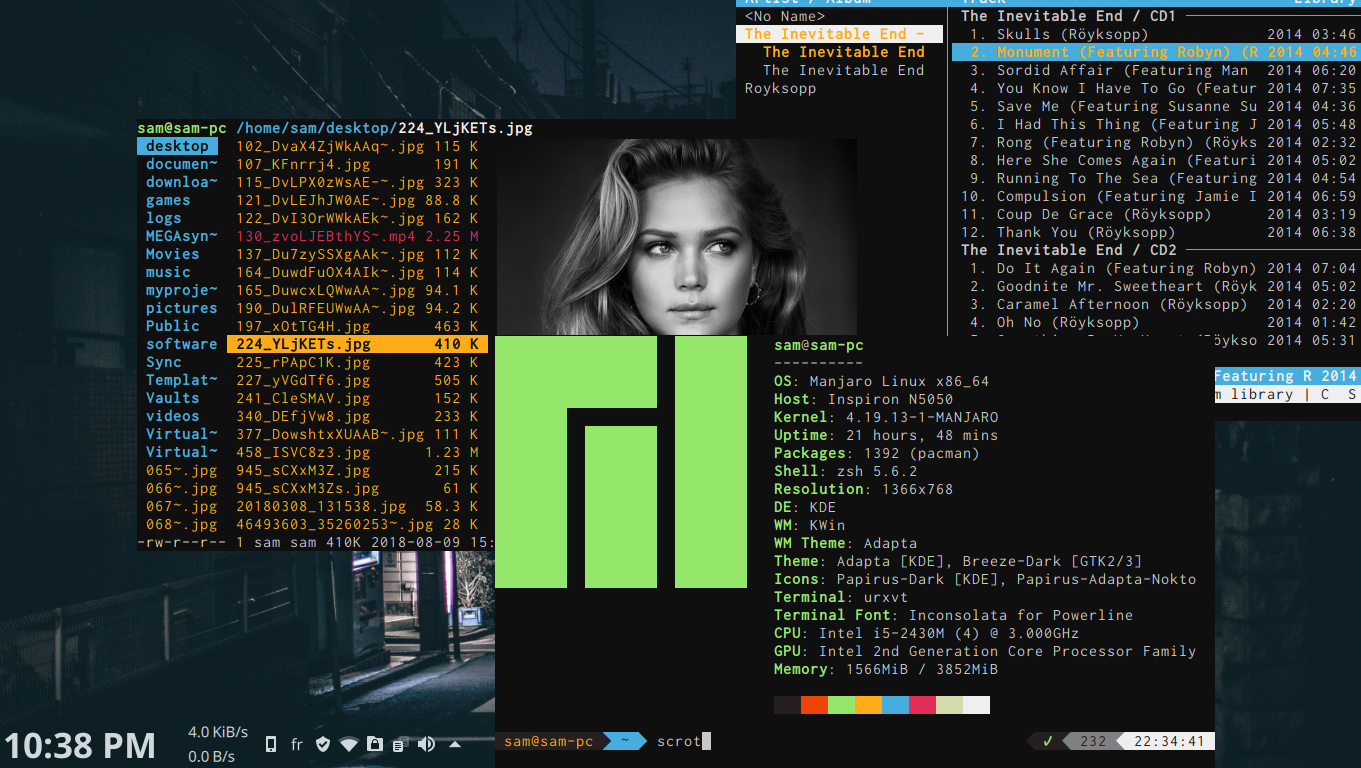 Artist / Album Track Library
<No Name>
The Inevitable End -
The Inevitable End
The Inevitable End
Royksopp
The Inevitable End / CD1
1. Skulls (Röyksopp) 2014 03:46
2. Monument (Featuring Robyn) (R 2014 04:46
3. Sordid Affair (Featuring Man 2014 06:20
4. You Know I Have To Go (Featur 2014 07:35
5. Save Me (Featuring Susanne Su 2014 04:36
6. I Had This Thing (Featuring J 2014 05:48
7. Rong (Featuring Robyn) (Röyks 2014 02:32
8. Here She Comes Again (Featuri 2014 05:02
9. Running To The Sea (Featuring 2014 04:54
10. Compulsion (Featuring Jamie I 2014 06:59
11. Coup De Grace (Röyksopp) 2014 03:19
12. Thank You (Röyksopp) 2014 06:38
The Inevitable End / CD2
1. Do It Again (Featuring Robyn) 2014 07:04
2. Goodnite Mr. Sweetheart (Röyk 2014 05:02
3. Caramel Afternoon (Röyksopp) 2014 02:20
4. Oh No (Röyksopp) 2014 01:42
öykso 2014 05:31
Featuring R 2014
m library | C S
sam@sam-pc /home/sam/desktop/224_YLjKETs.jpg
desktop 102_DvaX4ZjWkAAq~.jpg 115 K
documen~ 107_KFnrrj4.jpg 191 K
downloa~ 115_DvLPX0zWsAE-~.jpg 323 K
games 121_DvLEJhJW0AE~.jpg 88.8 K
logs 122_DvI3OrWWkAEk~.jpg 162 K
MEGAsyn~ 130_zvoLJEBthYS~.mp4 2.25 M
Movies 137_Du7zySSXgAAk~.jpg 112 K
music 164_DuwdFuOX4AIk~.jpg 114 K
myproje~ 165_DuwcxLQWwAA~.jpg 94.1 K
pictures 190_DulRFEUWwAA~.jpg 94.2 K
Public 197_xOtTG4H.jpg 463 K
software 224_YLjKETs.jpg 410 K
Sync 225_rPApC1K.jpg 423 K
Templat~ 227_yVGdTf6.jpg 505 K
Vaults 241_CleSMAV.jpg 152 K
videos 340_DEfjVw8.jpg 233 K
Virtual~ 377_DowshtxXUAAB~.jpg 111 K
Virtual~ 458_ISVC8z3.jpg 1.23 M
065~.jpg 945_sCXxM3Z.jpg 215 K
066~.jpg 945_sCXxM3Zs.jpg 61 K
067~.jpg 20180308_131538.jpg 58.3 K
068~.jpg 46493603_35260253~.jpg 28 K
-rw-r--r-- 1 sam sam 410K 2018-08-09 15:
sam@sam-pc
----------
OS: Manjaro Linux x86_64
Host: Inspiron N5050
Kernel: 4.19.13-1-MANJARO
Uptime: 21 hours, 48 mins
Packages: 1392 (pacman)
Shell: zsh 5.6.2
Resolution: 1366x768
DE: KDE
WM: KWin
WM Theme: Adapta
Theme: Adapta [KDE], Breeze-Dark [GTK2/3]
Icons: Papirus-Dark [KDE], Papirus-Adapta-Nokto
Terminal: urxvt
Terminal Font: Inconsolata for Powerline
CPU: Intel i5-2430M (4) @ 3.000GHz
GPU: Intel 2nd Generation Core Processor Family
Memory: 1566MiB / 3852MiB
sam@sam-pc ~ scrot ✓ 232 22:34:41
10:38 PM
4.0 KiB/s
0.0 B/s
fr